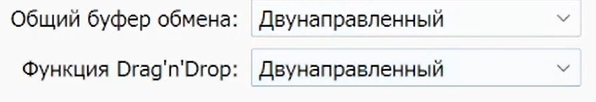 Общий буфер обмена: Двунаправленный
Функция Drag'n'Drop: Двунаправленный